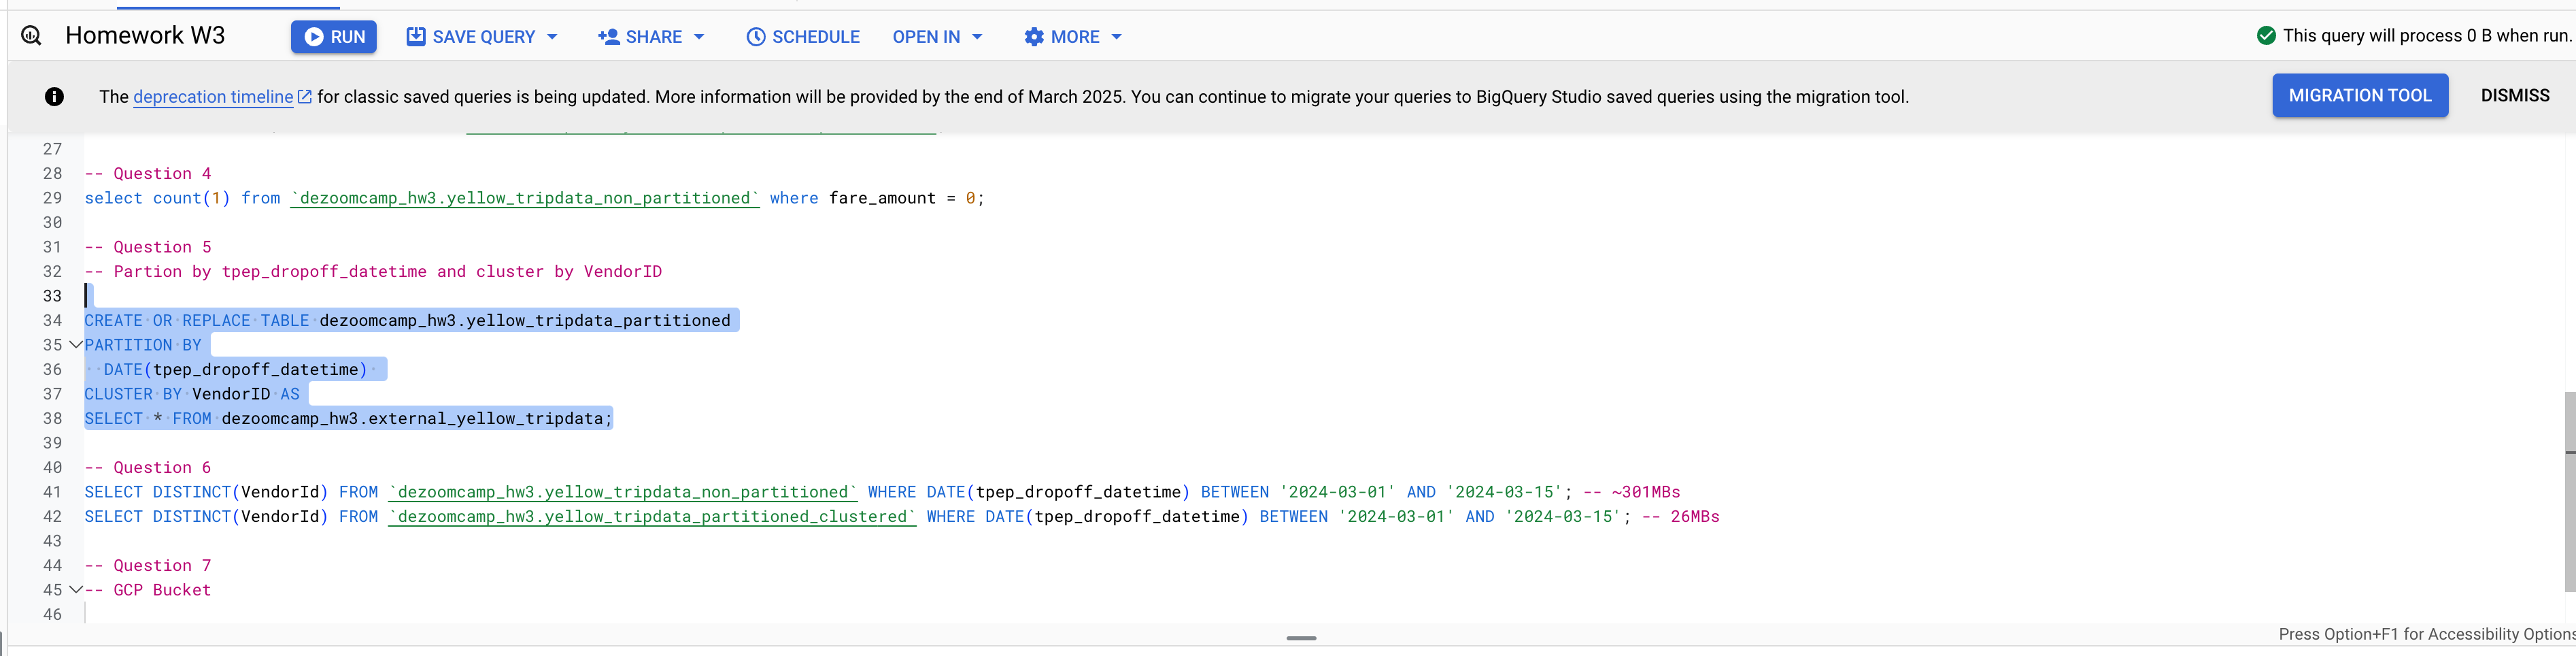 Homework W3 RUN SAVE QUERY SHARE SCHEDULE OPEN IN MORE This query will process 0 B when run.
The deprecation timeline for classic saved queries is being updated. More information will be provided by the end of March 2025. You can continue to migrate your queries to BigQuery Studio saved queries using the migration tool. MIGRATION TOOL DISMISS
27
28 -- Question 4
29 select count(1) from `dezoomcamp_hw3.yellow_tripdata_non_partitioned` where fare_amount = 0;
30
31 -- Question 5
32 -- Partion by tpep_dropoff_datetime and cluster by VendorID
33
34 CREATE OR REPLACE TABLE dezoomcamp_hw3.yellow_tripdata_partitioned
35 PARTITION BY
36 DATE(tpep_dropoff_datetime)
37 CLUSTER BY VendorID AS
38 SELECT * FROM dezoomcamp_hw3.external_yellow_tripdata;
39
40 -- Question 6
41 SELECT DISTINCT(VendorId) FROM `dezoomcamp_hw3.yellow_tripdata_non_partitioned` WHERE DATE(tpep_dropoff_datetime) BETWEEN '2024-03-01' AND '2024-03-15'; -- ~301MBs
42 SELECT DISTINCT(VendorId) FROM `dezoomcamp_hw3.yellow_tripdata_partitioned_clustered` WHERE DATE(tpep_dropoff_datetime) BETWEEN '2024-03-01' AND '2024-03-15'; -- 26MBs
43
44 -- Question 7
45 -- GCP Bucket
46
Press Option+F1 for Accessibility Options